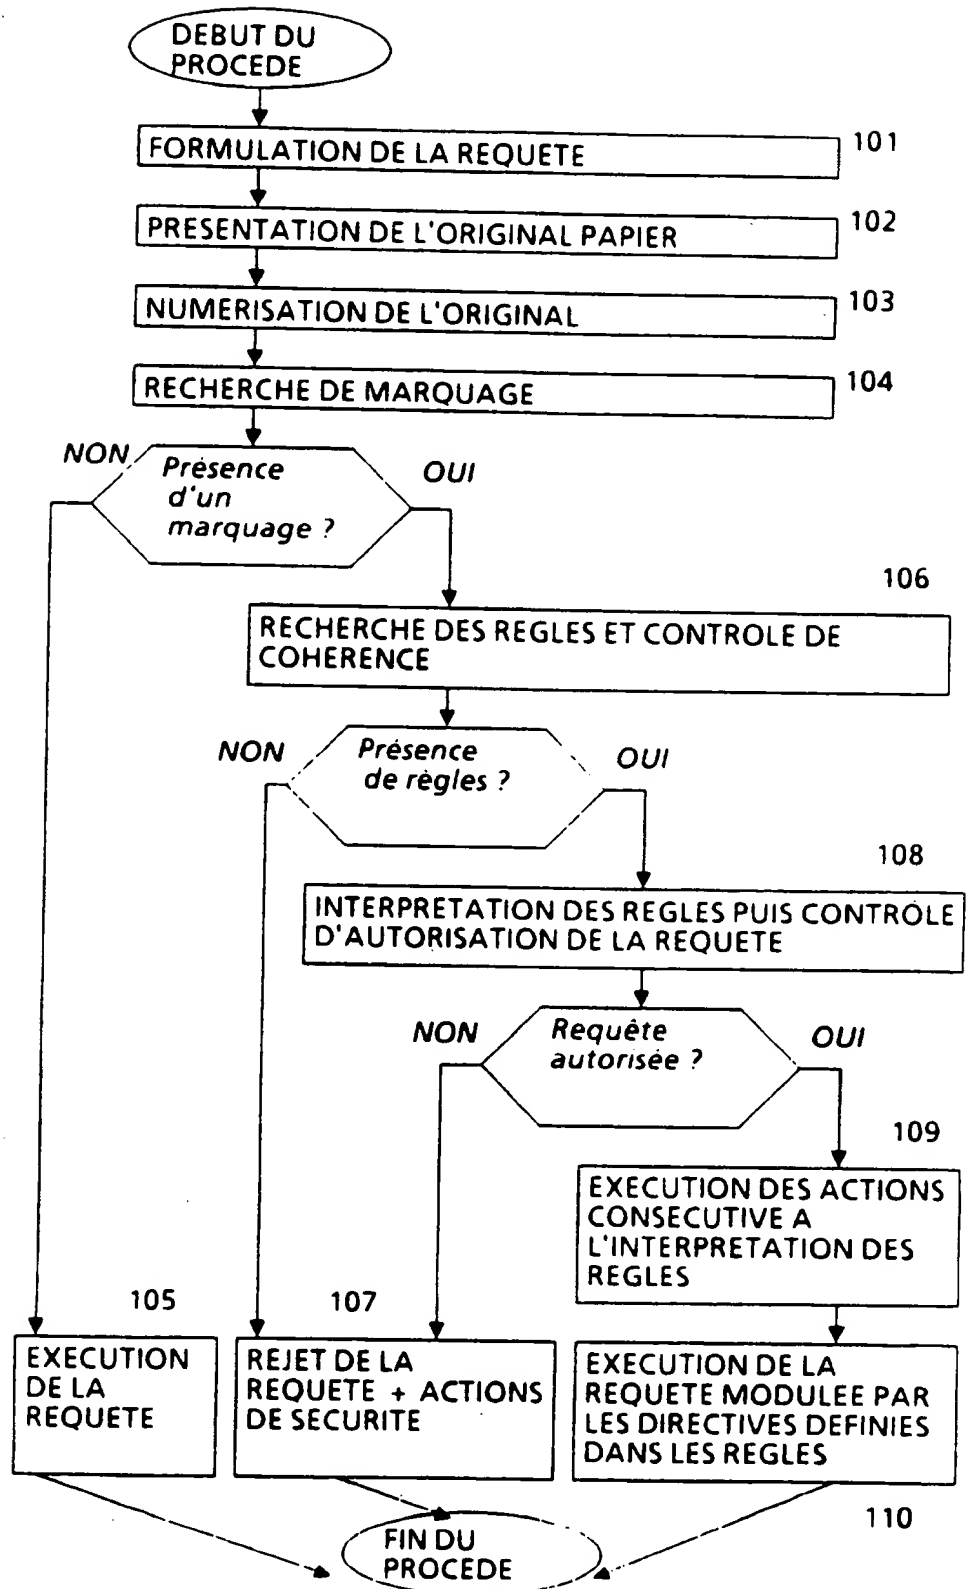 DEBUT DU
PROCEDE
FORMULATION DE LA REQUETE
101
PRESENTATION DE L'ORIGINAL PAPIER
102
NUMERISATION DE L'ORIGINAL
103
RECHERCHE DE MARQUAGE
104
NON
Présence
d'un
marquage ?
OUI
106
RECHERCHE DES REGLES ET CONTROLE DE
COHERENCE
NON
Présence
de règles ?
OUI
108
INTERPRETATION DES REGLES PUIS CONTROLE
D'AUTORISATION DE LA REQUETE
NON
Requête
autorisée ?
OUI
109
EXECUTION DES ACTIONS
CONSECUTIVE A
L'INTERPRETATION DES
REGLES
105
EXECUTION
DE LA
REQUETE
107
REJET DE LA
REQUETE + ACTIONS
DE SECURITE
EXECUTION DE LA
REQUETE MODULEE PAR
LES DIRECTIVES DEFINIES
DANS LES REGLES
110
FIN DU
PROCEDE